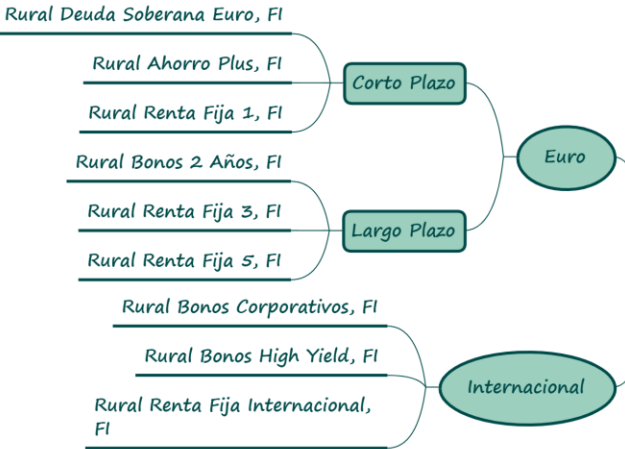 Rural Deuda Soberana Euro, FI
Rural Ahorro Plus, FI
Corto Plazo
Rural Renta Fija 1, FI
Rural Bonos 2 Años, FI
Euro
Rural Renta Fija 3, FI
Largo Plazo
Rural Renta Fija 5, FI
Rural Bonos Corporativos, FI
Rural Bonos High Yield, FI
Internacional
Rural Renta Fija Internacional,
FI